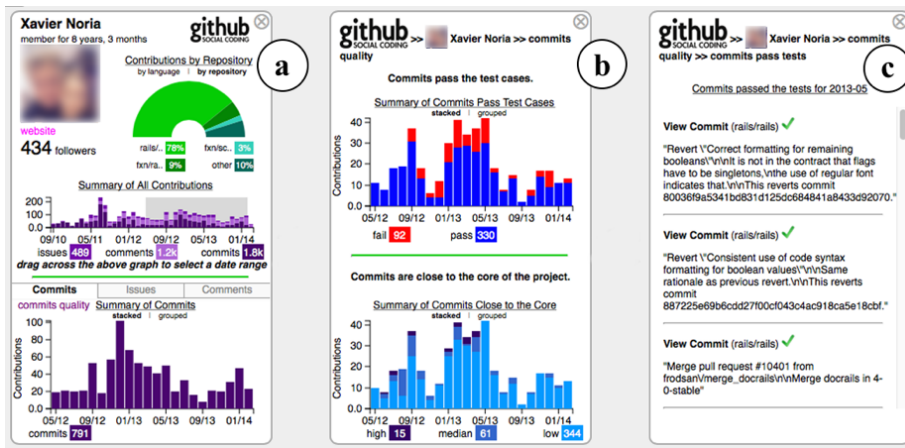 Xavier Noria
member for 8 years, 3 months
github
SOCIAL CODING
a
Contributions by Repository
by language | by repository
website
434 followers
rails/.. 78% fxn/sc.. 3%
fxn/ra.. 9% other 10%
Summary of All Contributions
200
100
0.0
09/10 05/11 01/12 09/12 05/13 01/14
issues 489 comments 1.2k commits 1.8k
drag across the above graph to select a date range
Commits Issues Comments
commits quality Summary of Commits
stacked | grouped
Contributions
100
80
60
40
20
0.0
05/12 09/12 01/13 05/13 09/13 01/14
commits 791
github
SOCIAL CODING
>> Xavier Noria >> commits
quality
b
Commits pass the test cases.
Summary of Commits Pass Test Cases
stacked | grouped
Contributions
40
30
20
10
0.0
05/12 09/12 01/13 05/13 09/13 01/14
fail 92 pass 330
Commits are close to the core of the project.
Summary of Commits Close to the Core
stacked | grouped
Contributions
40
30
20
10
0.0
05/12 09/12 01/13 05/13 09/13 01/14
high 15 median 61 low 344
github
SOCIAL CODING
>> Xavier Noria >> commits
quality >> commits pass tests
c
Commits passed the tests for 2013-05
View Commit (rails/rails)
"Revert \"Correct formatting for remaining
booleans\"\n\nIt is not in the contract that flags
have to be singletons,\nthe use of regular font
indicates that.\n\nThis reverts commit
80036f9a5341bd831d125dc684841a8433d92070."
View Commit (rails/rails)
"Revert \"Consistent use of code syntax
formatting for boolean values\"\n\nSame
rationale as previous revert.\n\nThis reverts
commit
887225e69b6cdd27f00cf043c4ac918ca5e18cbf."
View Commit (rails/rails)
"Merge pull request #10401 from
frodsan/merge_docrails\n\nMerge docrails in 4-
0-stable"